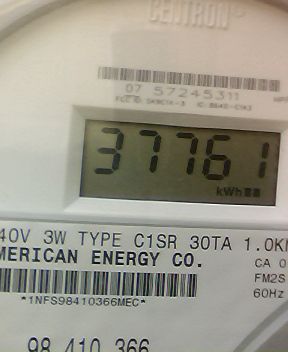 CENTRON
07 57245311
37761
kWh
40V 3W TYPE C1SR 30TA 1.0K
MERICAN ENERGY CO.
CA 0
FM2S
60Hz
*1NFS98410366MEC*
98 410 366